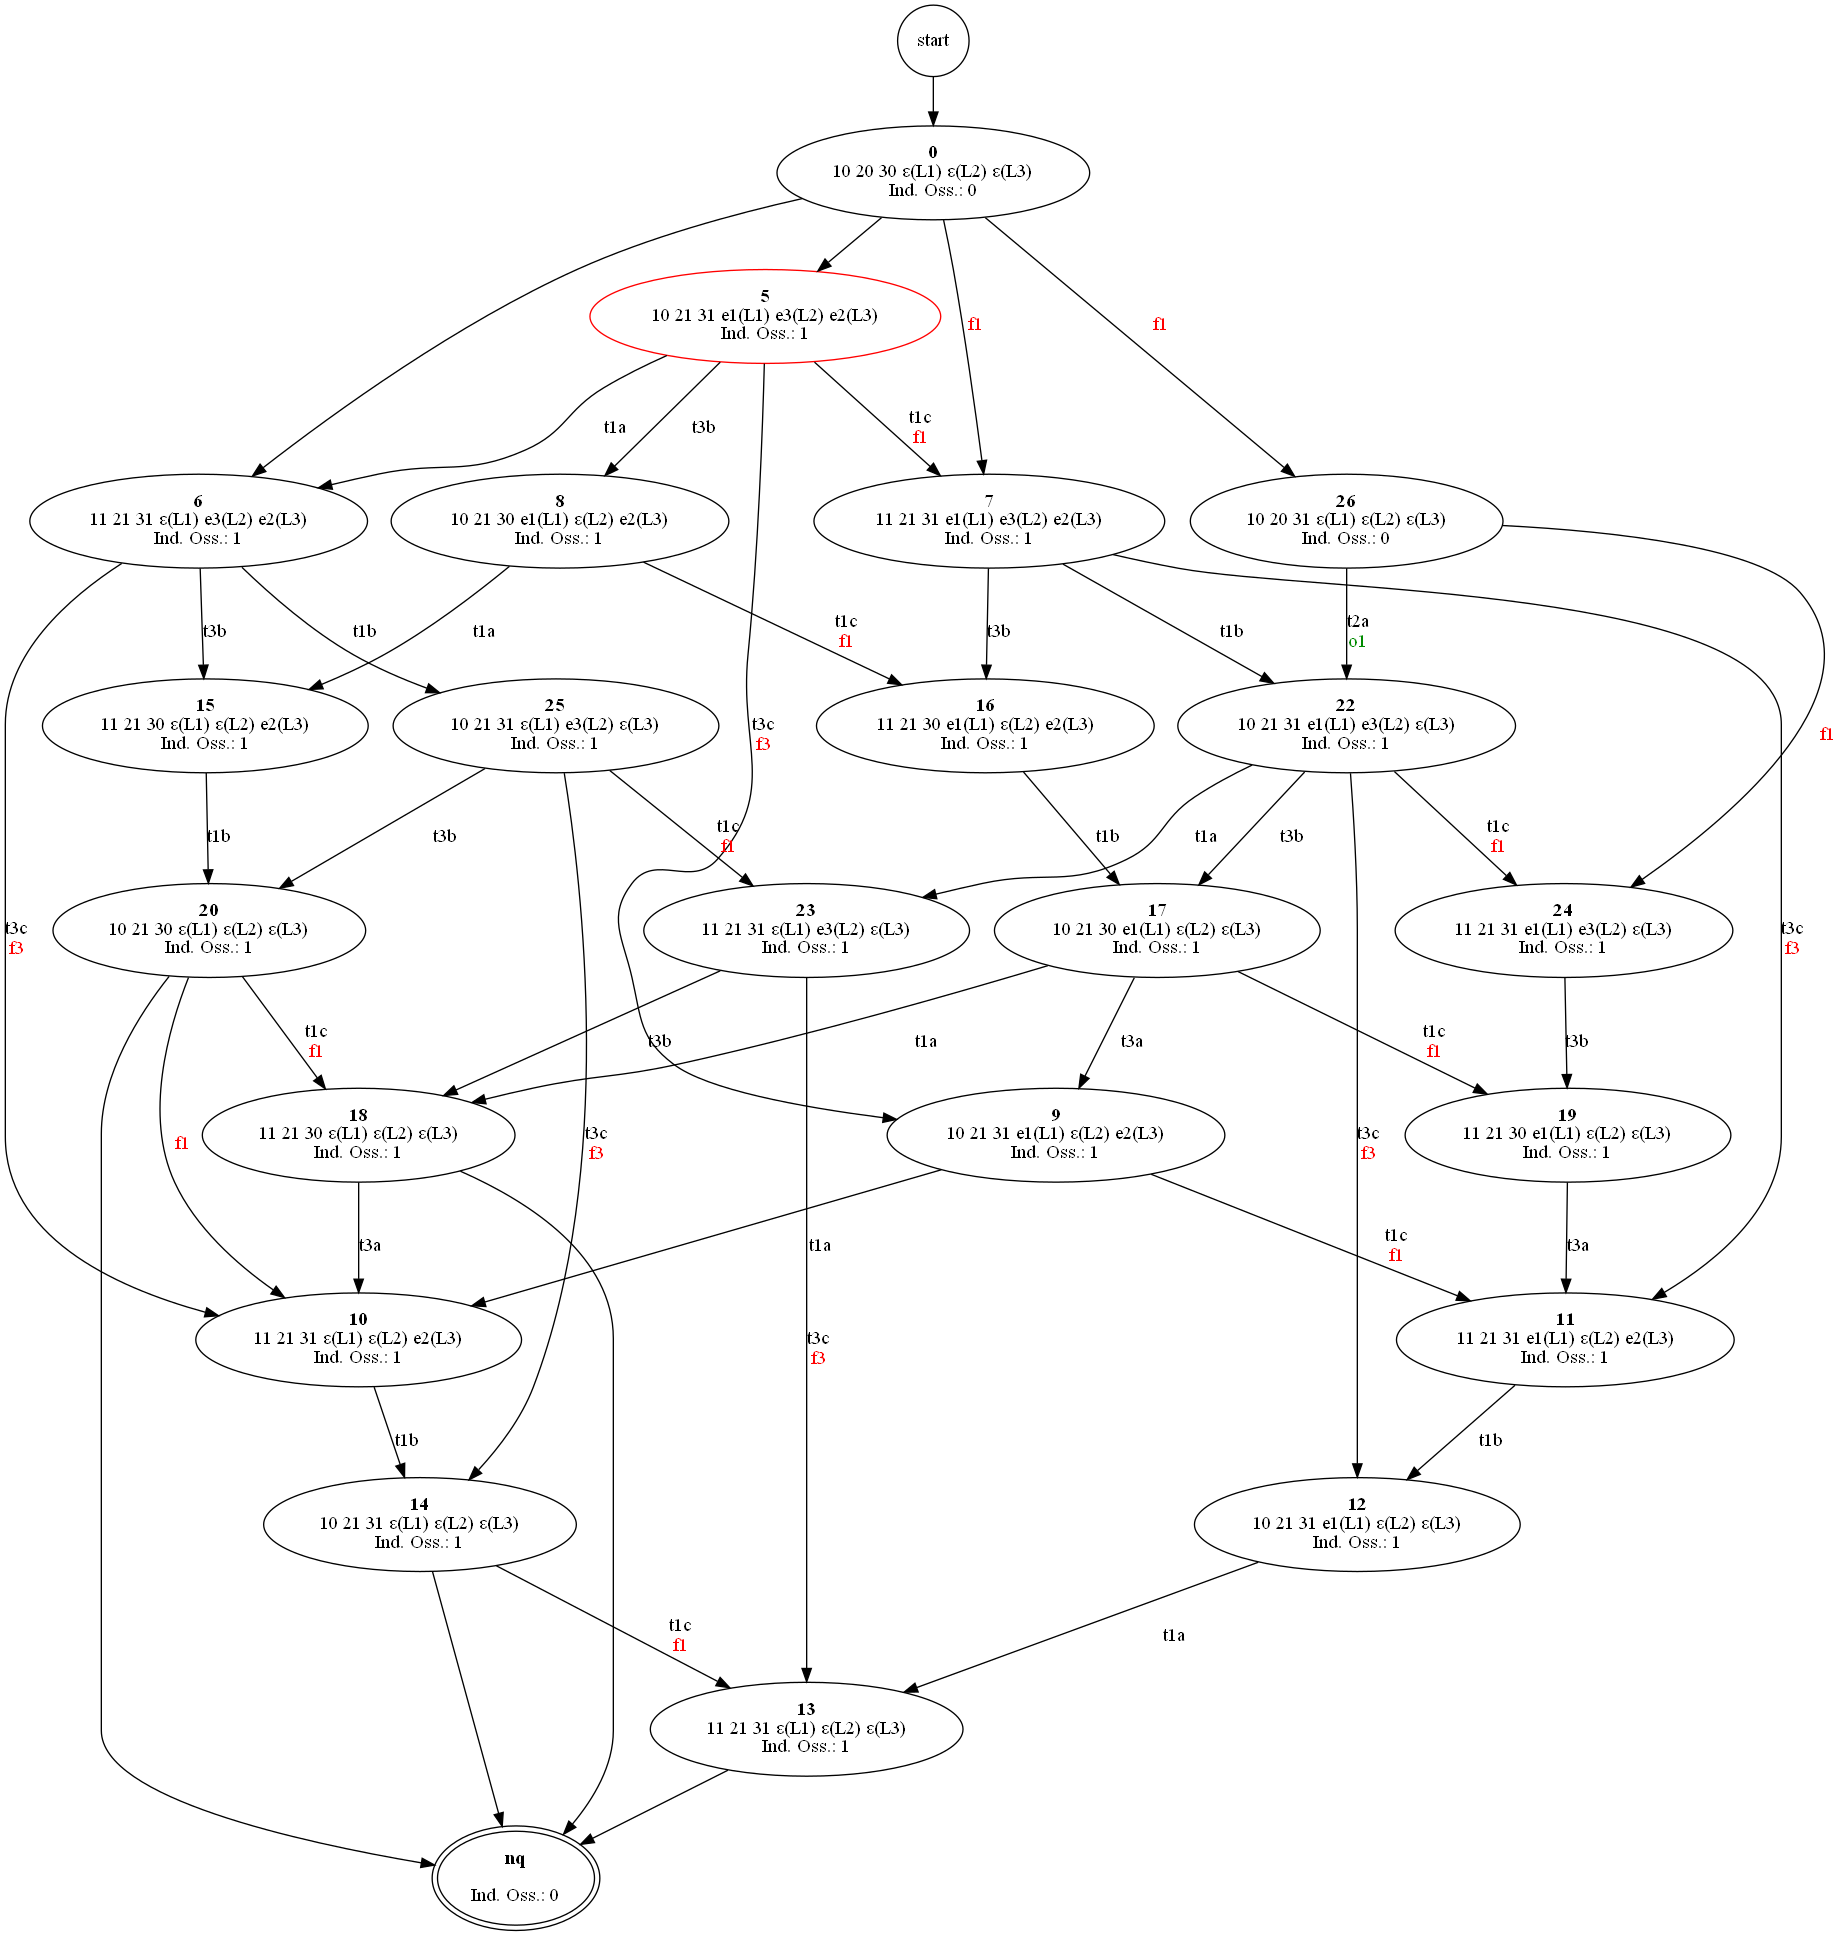 start
0
10 20 30 ε(L1) ε(L2) ε(L3)
Ind. Oss.: 0
5
10 21 31 e1(L1) e3(L2) e2(L3)
Ind. Oss.: 1
f1
f1
t1a
t3b
t1c
f1
6
11 21 31 ε(L1) e3(L2) e2(L3)
Ind. Oss.: 1
8
10 21 30 e1(L1) ε(L2) e2(L3)
Ind. Oss.: 1
7
11 21 31 e1(L1) e3(L2) e2(L3)
Ind. Oss.: 1
26
10 20 31 ε(L1) ε(L2) ε(L3)
Ind. Oss.: 0
t3b
t1b
t1a
t1c
f1
t3b
t1b
t2a
o1
15
11 21 30 ε(L1) ε(L2) e2(L3)
Ind. Oss.: 1
25
10 21 31 ε(L1) e3(L2) ε(L3)
Ind. Oss.: 1
t3c
f3
16
11 21 30 e1(L1) ε(L2) e2(L3)
Ind. Oss.: 1
22
10 21 31 e1(L1) e3(L2) ε(L3)
Ind. Oss.: 1
f1
t1b
t3b
t1c
f1
t1b
t1a
t3b
t1c
f1
t3c
f3
20
10 21 30 ε(L1) ε(L2) ε(L3)
Ind. Oss.: 1
23
11 21 31 ε(L1) e3(L2) ε(L3)
Ind. Oss.: 1
17
10 21 30 e1(L1) ε(L2) ε(L3)
Ind. Oss.: 1
24
11 21 31 e1(L1) e3(L2) ε(L3)
Ind. Oss.: 1
t3c
f3
t1c
f1
t3b
t1a
t3a
t1c
f1
t3b
f1
18
11 21 30 ε(L1) ε(L2) ε(L3)
Ind. Oss.: 1
t3c
f3
9
10 21 31 e1(L1) ε(L2) e2(L3)
Ind. Oss.: 1
t3c
f3
19
11 21 30 e1(L1) ε(L2) ε(L3)
Ind. Oss.: 1
t3a
t1a
t1c
f1
t3a
10
11 21 31 ε(L1) ε(L2) e2(L3)
Ind. Oss.: 1
t3c
f3
11
11 21 31 e1(L1) ε(L2) e2(L3)
Ind. Oss.: 1
t1b
t1b
14
10 21 31 ε(L1) ε(L2) ε(L3)
Ind. Oss.: 1
12
10 21 31 e1(L1) ε(L2) ε(L3)
Ind. Oss.: 1
t1c
f1
t1a
13
11 21 31 ε(L1) ε(L2) ε(L3)
Ind. Oss.: 1
nq
Ind. Oss.: 0